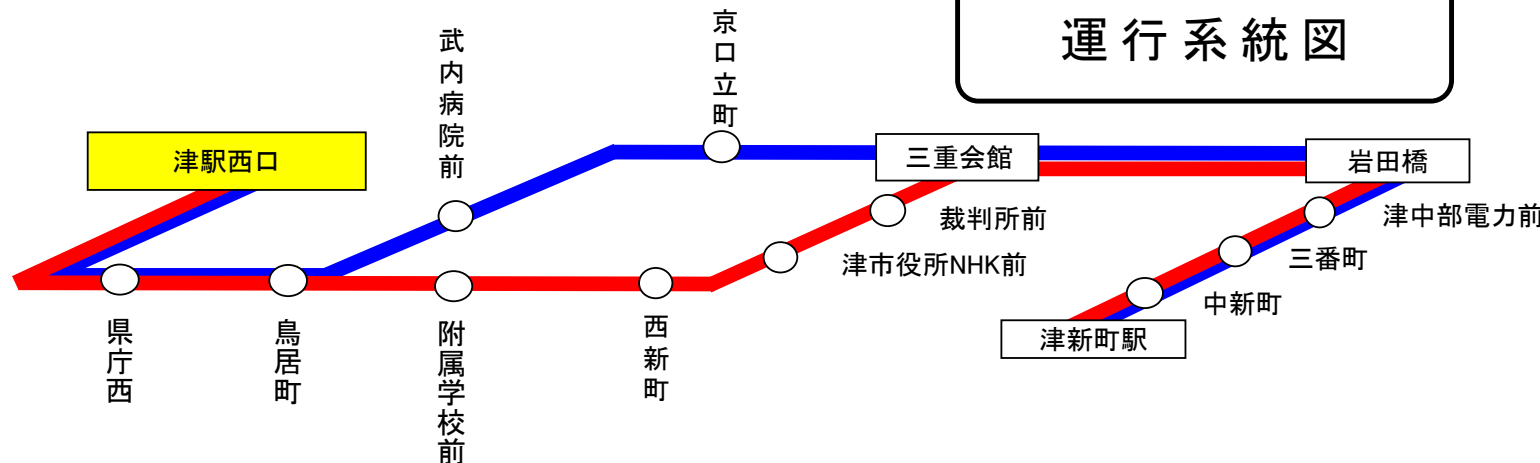 運行系統図
武内病院前
京口立町
津駅西口
三重会館
岩田橋
裁判所前
津中部電力前
津市役所NHK前
三番町
中新町
津新町駅
県庁西
鳥居町
附属学校前
西新町